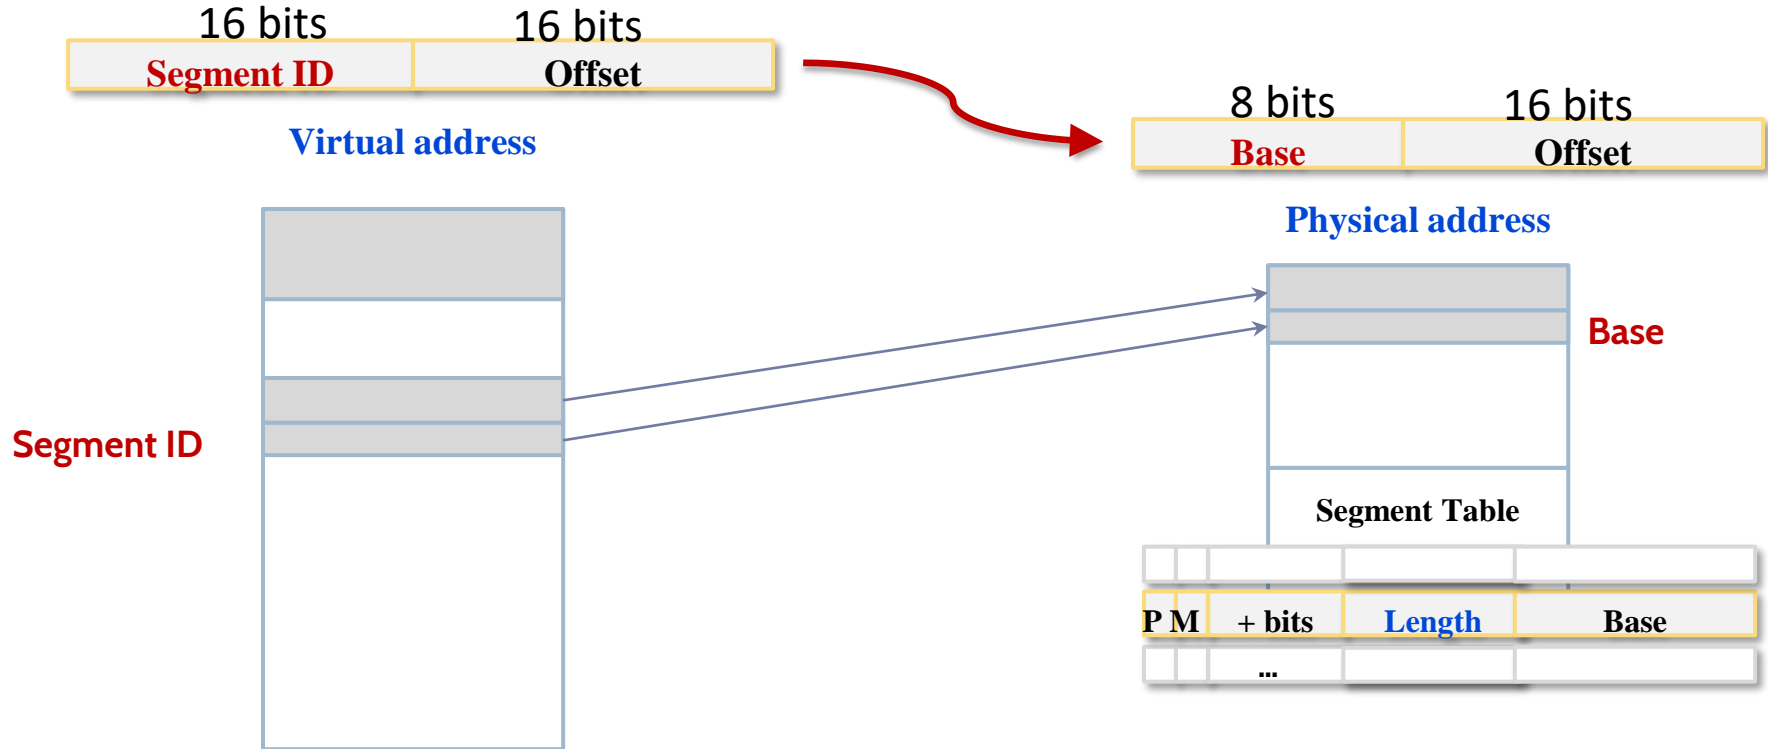 16 bits 16 bits
Segment ID Offset
Virtual address
8 bits 16 bits
Base Offset
Physical address
Base
Segment ID
Segment Table
P M + bits Length Base
...